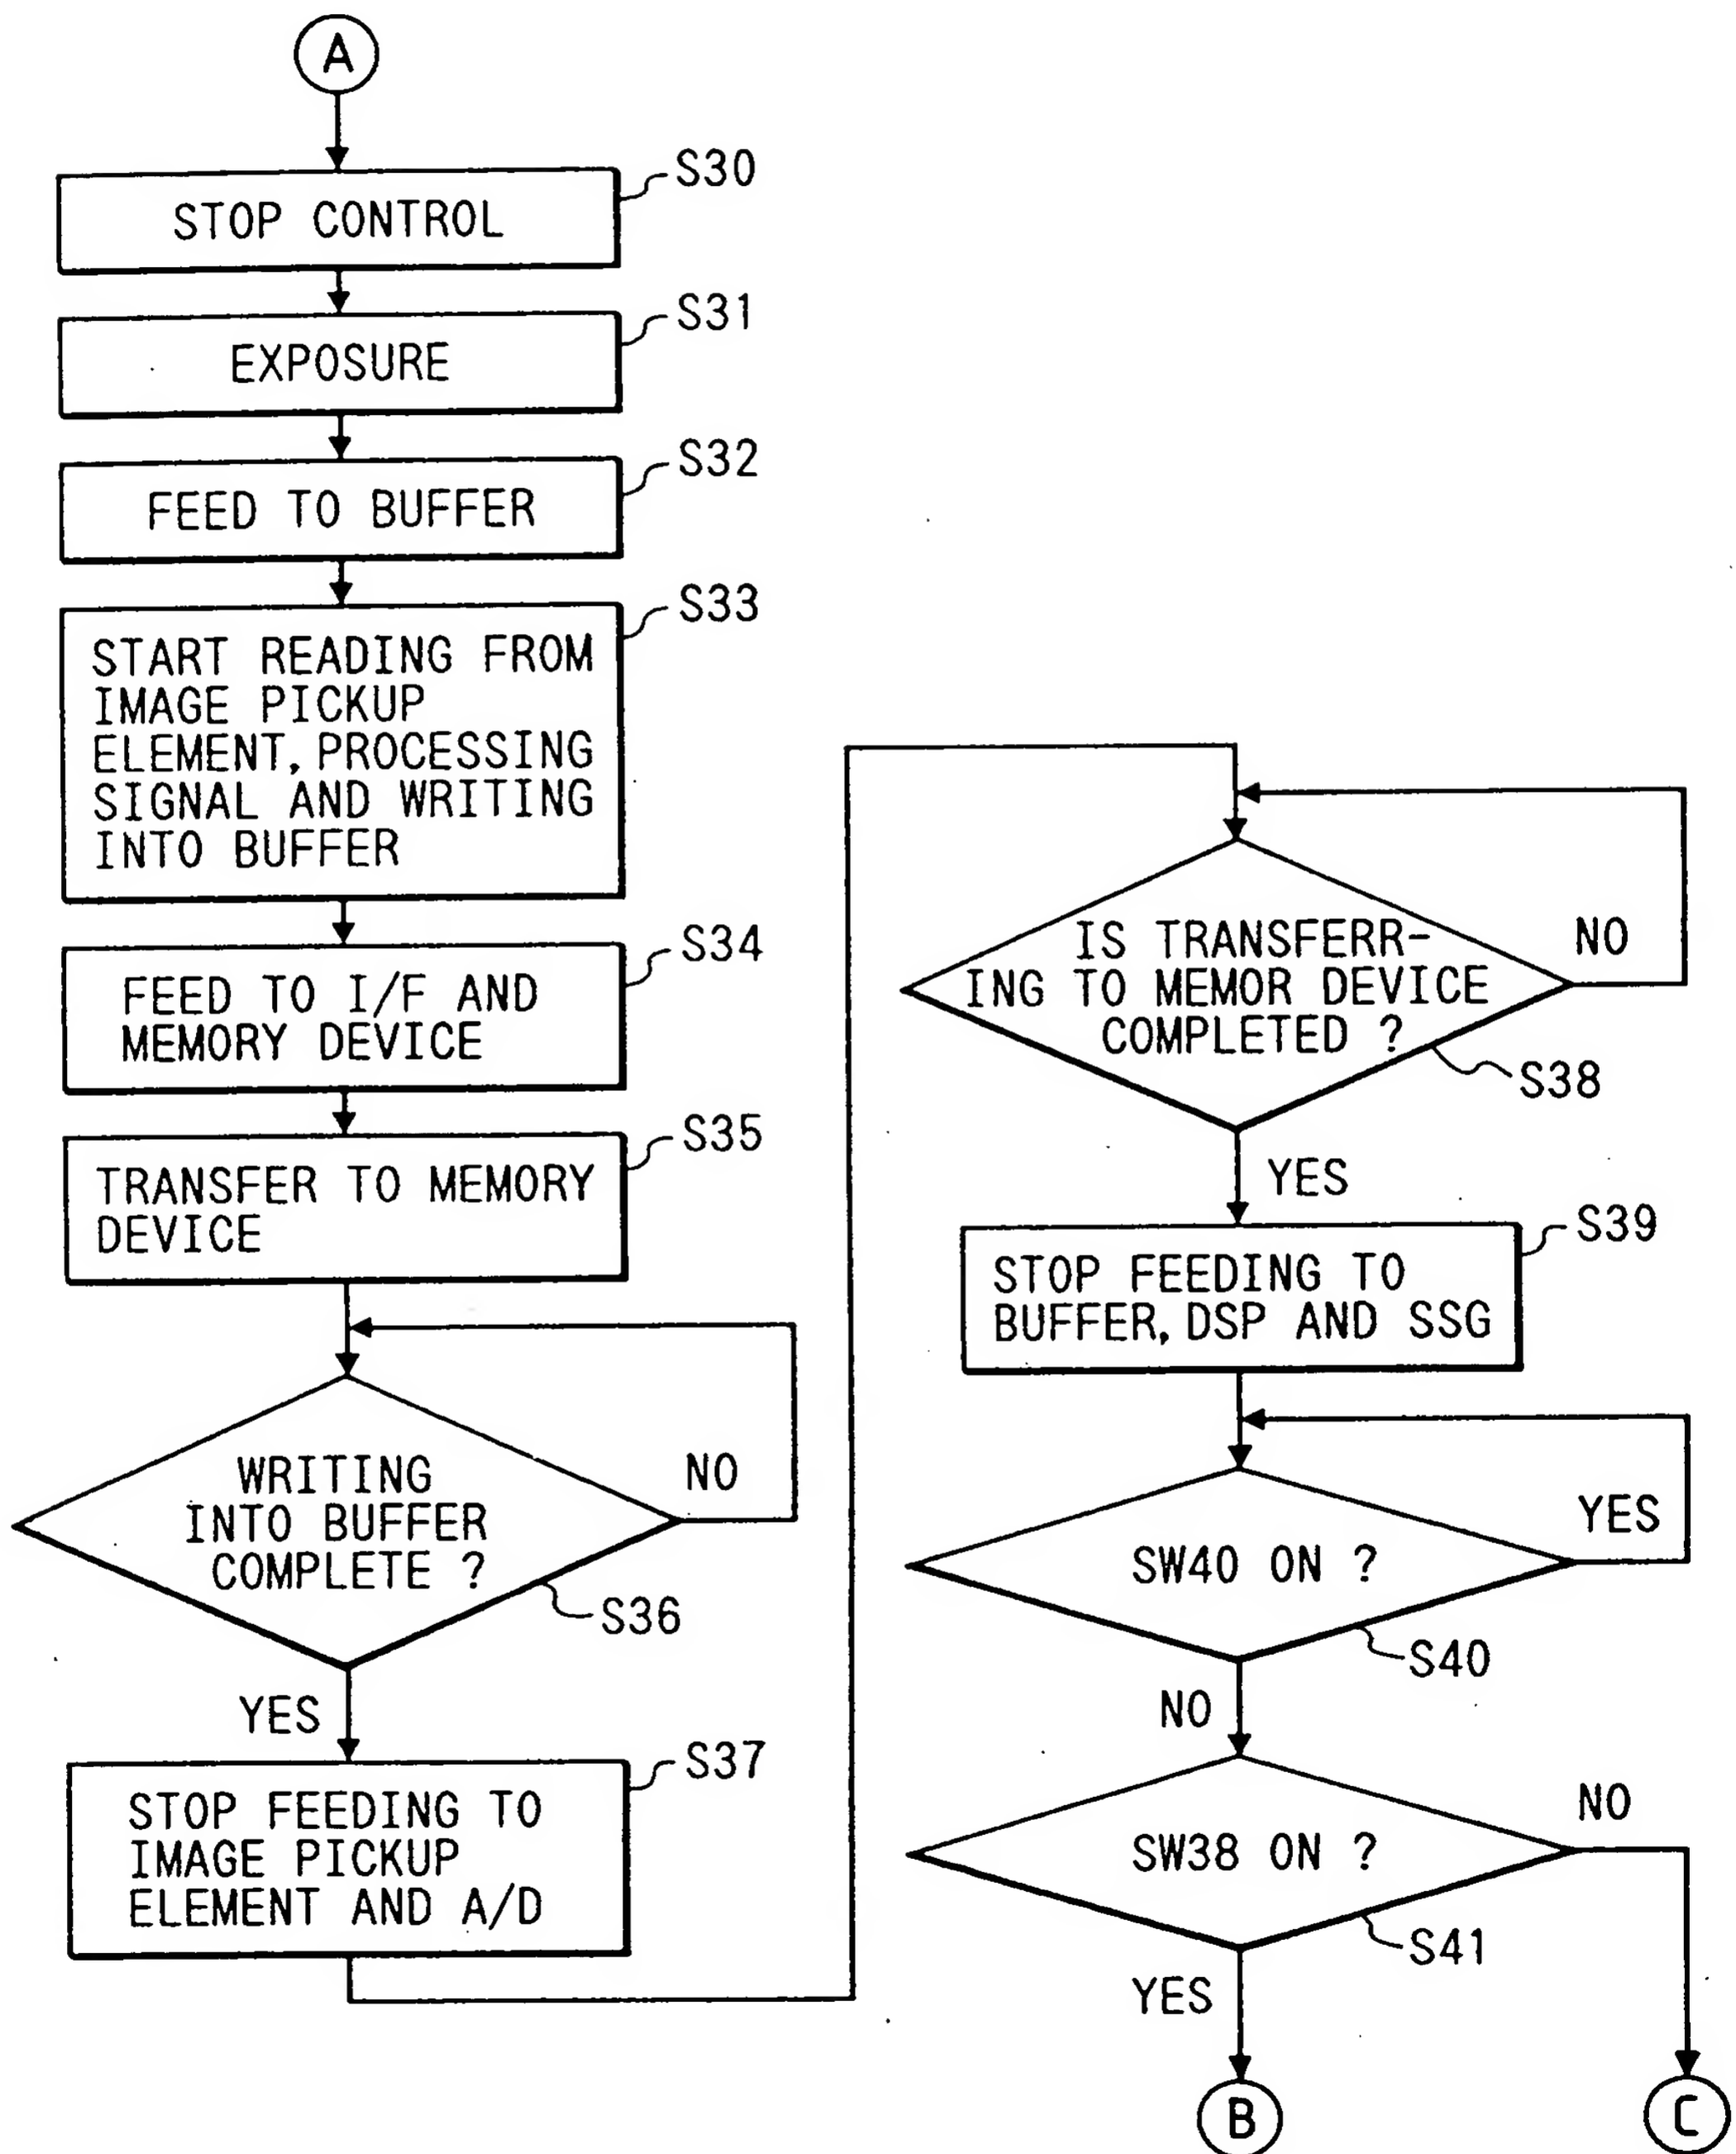 A
S30
STOP CONTROL
S31
EXPOSURE
S32
FEED TO BUFFER
S33
START READING FROM
IMAGE PICKUP
ELEMENT, PROCESSING
SIGNAL AND WRITING
INTO BUFFER
S34
FEED TO I/F AND
MEMORY DEVICE
S35
TRANSFER TO MEMORY
DEVICE
WRITING
INTO BUFFER
COMPLETE ?
NO
S36
YES
S37
STOP FEEDING TO
IMAGE PICKUP
ELEMENT AND A/D
IS TRANSFERR-
ING TO MEMOR DEVICE
COMPLETED ?
NO
S38
YES
S39
STOP FEEDING TO
BUFFER, DSP AND SSG
YES
SW40 ON ?
S40
NO
NO
SW38 ON ?
S41
YES
B
C